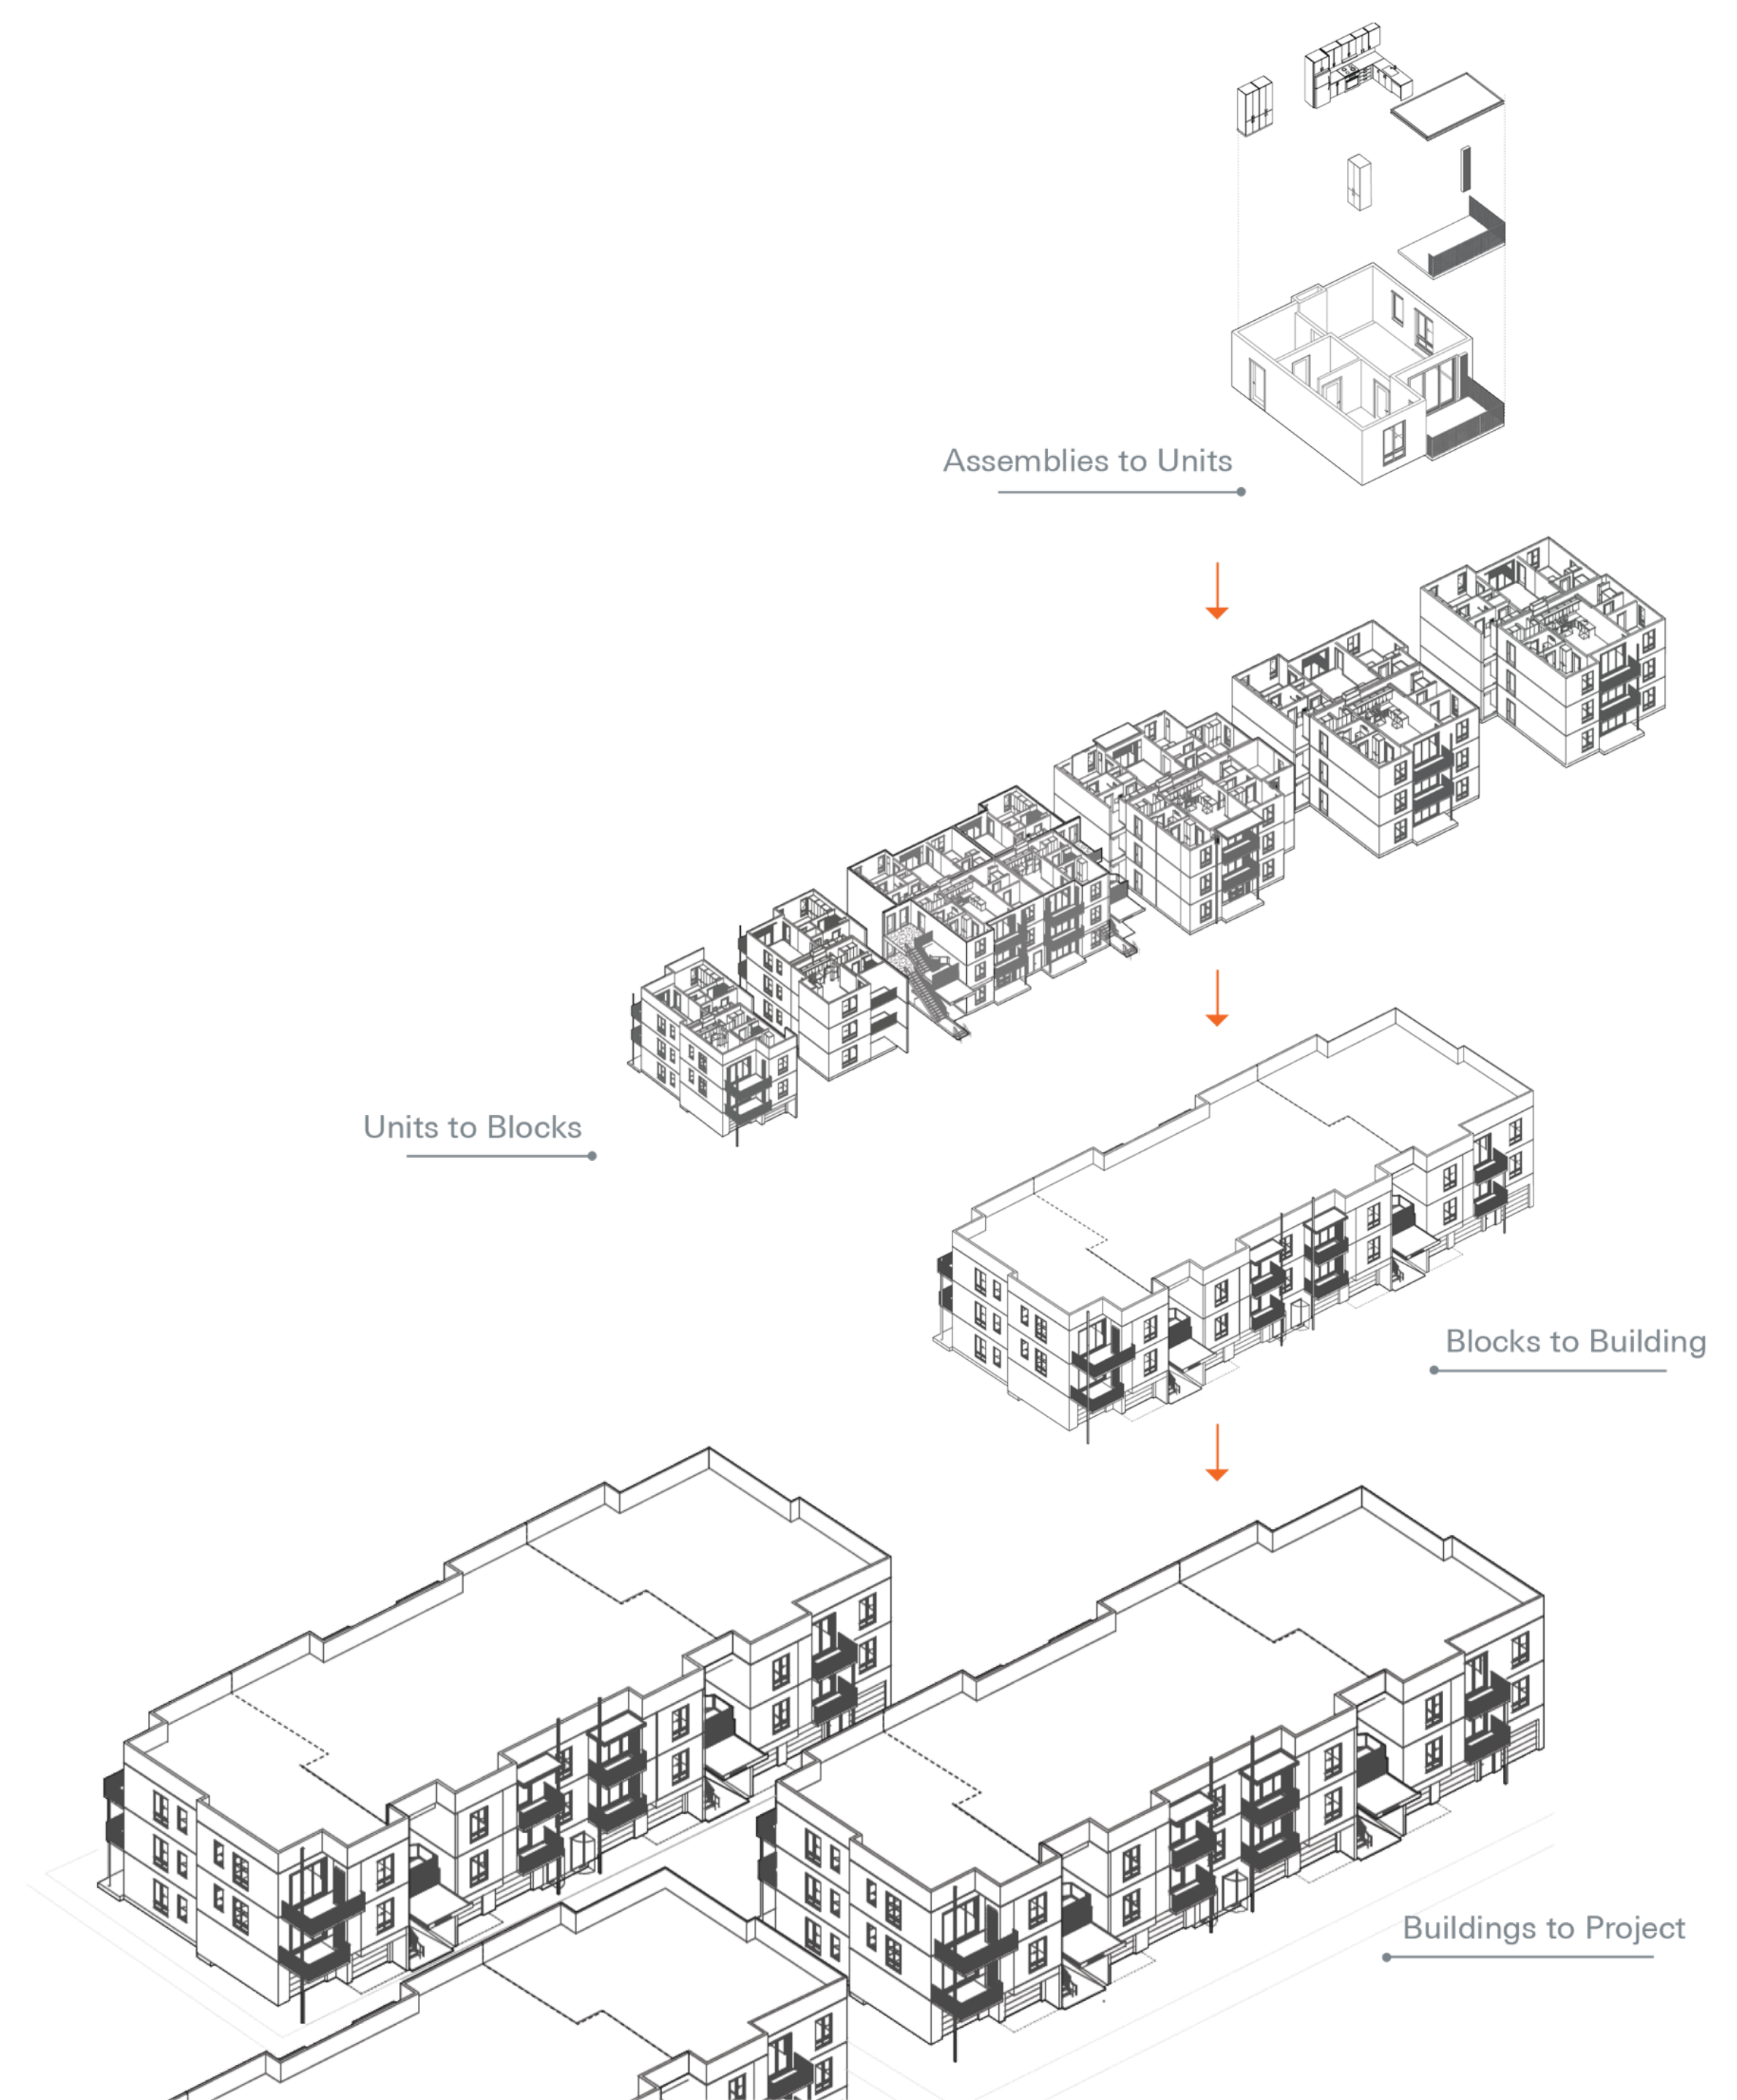 Assemblies to Units
Units to Blocks
Blocks to Building
Buildings to Project